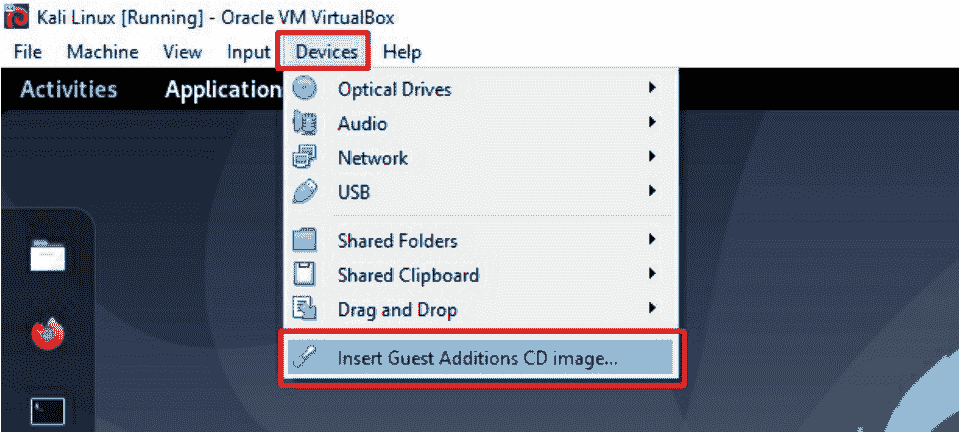 Kali Linux [Running] - Oracle VM VirtualBox
File Machine View Input Devices Help
Activities Application
Optical Drives
Audio
Network
USB
Shared Folders
Shared Clipboard
Drag and Drop
Insert Guest Additions CD image...